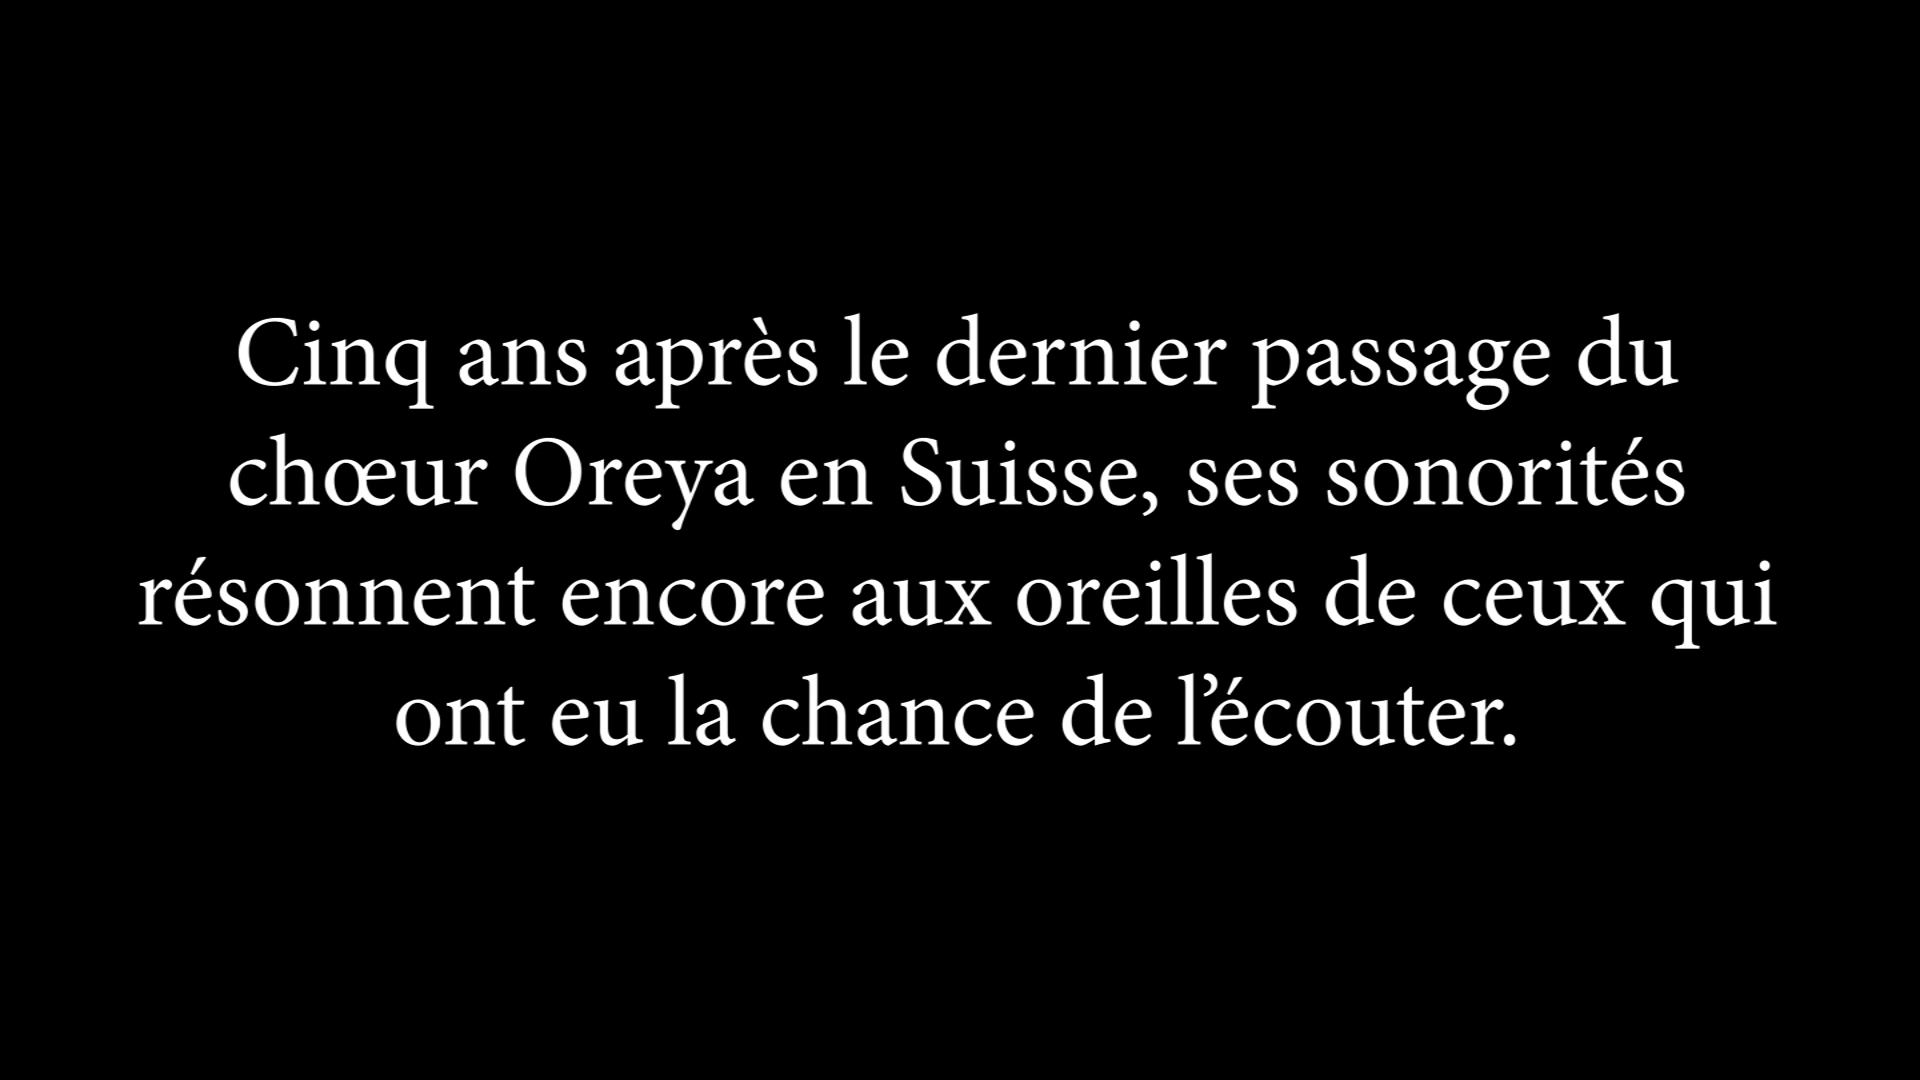 Cinq ans après le dernier passage du
chœur Oreya en Suisse, ses sonorités
résonnent encore aux oreilles de ceux qui
ont eu la chance de l’écouter.